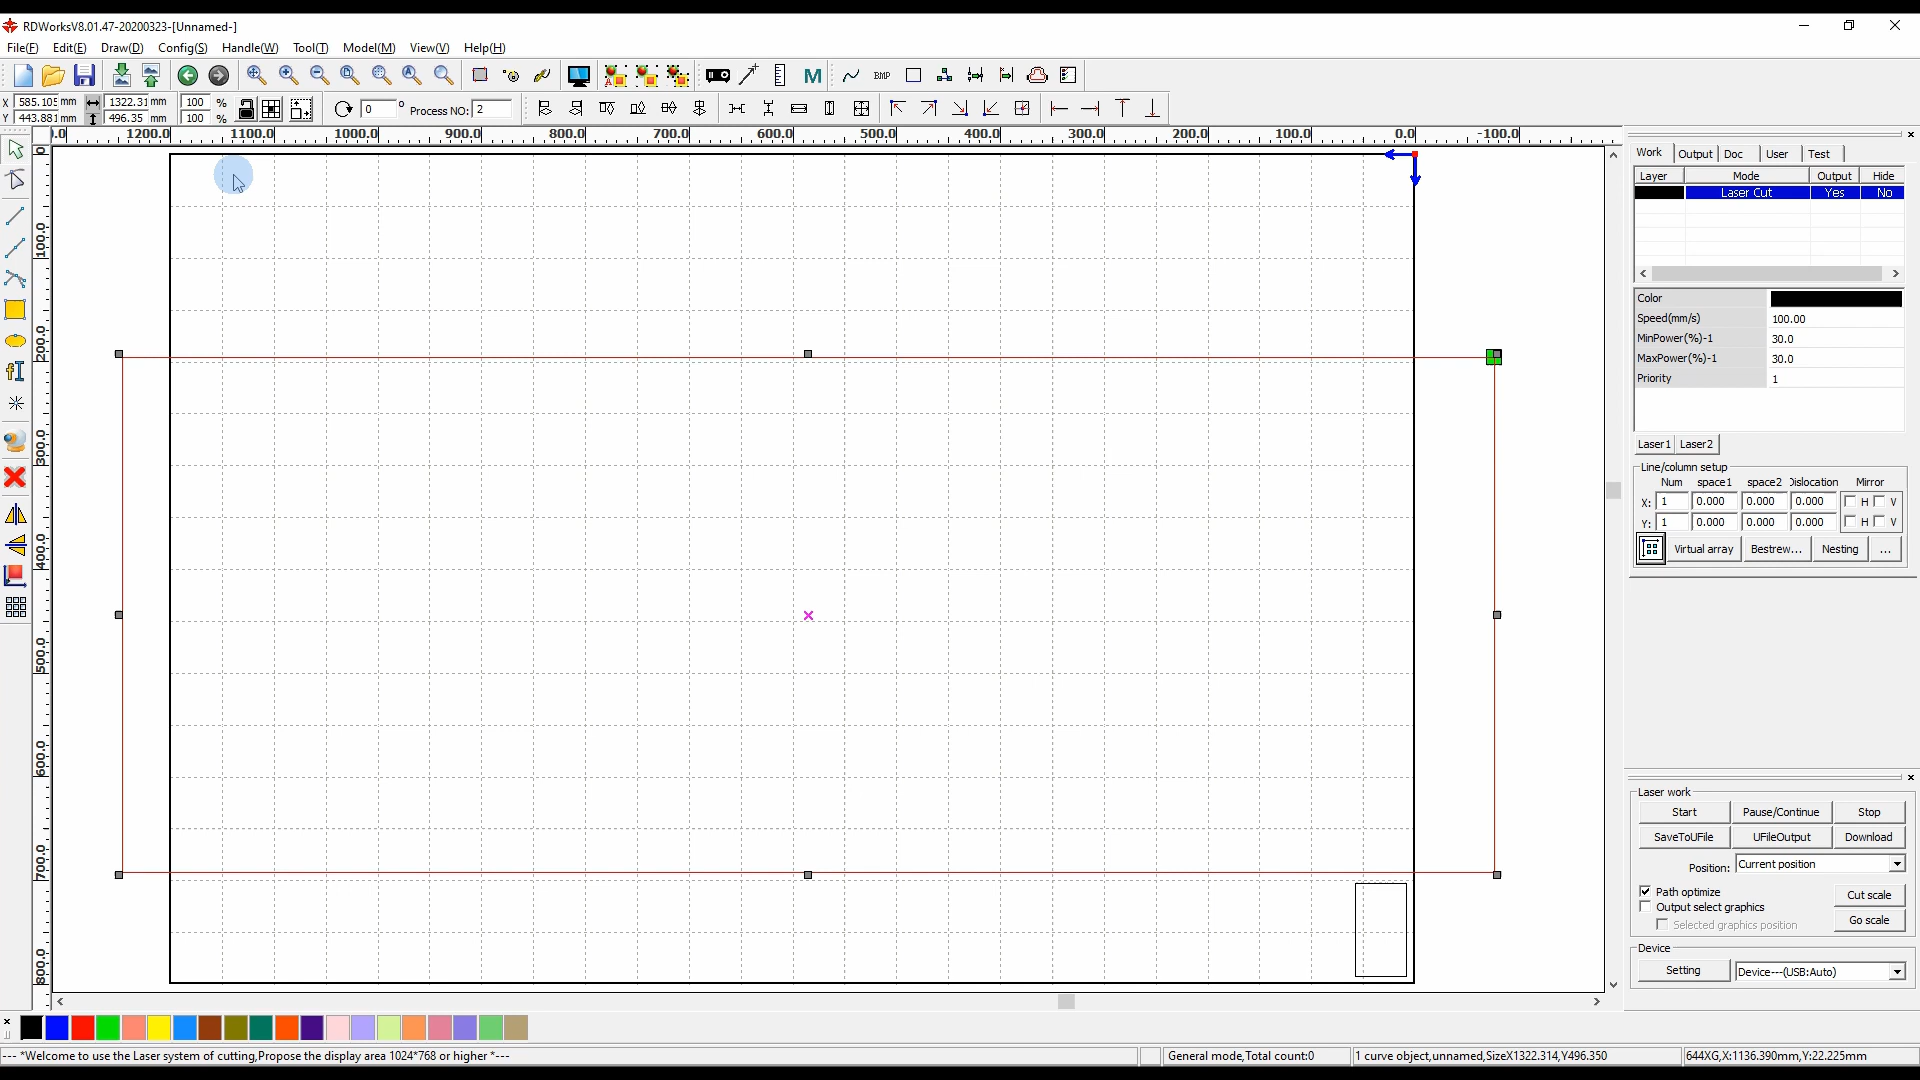 RDWorksV8.01.47-20200323-[Unnamed-]
File(F) Edit(E) Draw(D) Config(S) Handle(W) Tool(T) Model(M) View(V) Help(H)
BMP
X 585.105 mm 1322.31 mm 100 %
Y 443.881 mm 496.35 mm 100 %
0 ° Process NO: 2
1200.0 1100.0 1000.0 900.0 800.0 700.0 600.0 500.0 400.0 300.0 200.0 100.0 0.0 -100.0
0
100.0
200.0
300.0
400.0
500.0
600.0
700.0
800.0
Work Output Doc User Test
Layer Mode Output Hide
Laser Cut Yes No
Color
Speed(mm/s) 100.00
MinPower(%)-1 30.0
MaxPower(%)-1 30.0
Priority 1
Laser1 Laser2
Line/column setup
Num space1 space2 Dislocation Mirror
X: 1 0.000 0.000 0.000 H V
Y: 1 0.000 0.000 0.000 H V
Virtual array Bestrew... Nesting ...
Laser work
Start Pause/Continue Stop
SaveToUFile UFileOutput Download
Position: Current position
Path optimize
Cut scale
Output select graphics
Go scale
Selected graphics position
Device
Setting Device---(USB:Auto)
--- *Welcome to use the Laser system of cutting,Propose the display area 1024*768 or higher *---
General mode,Total count:0
1 curve object,unnamed,SizeX1322.314,Y496.350
644XG,X:1136.390mm,Y:22.225mm